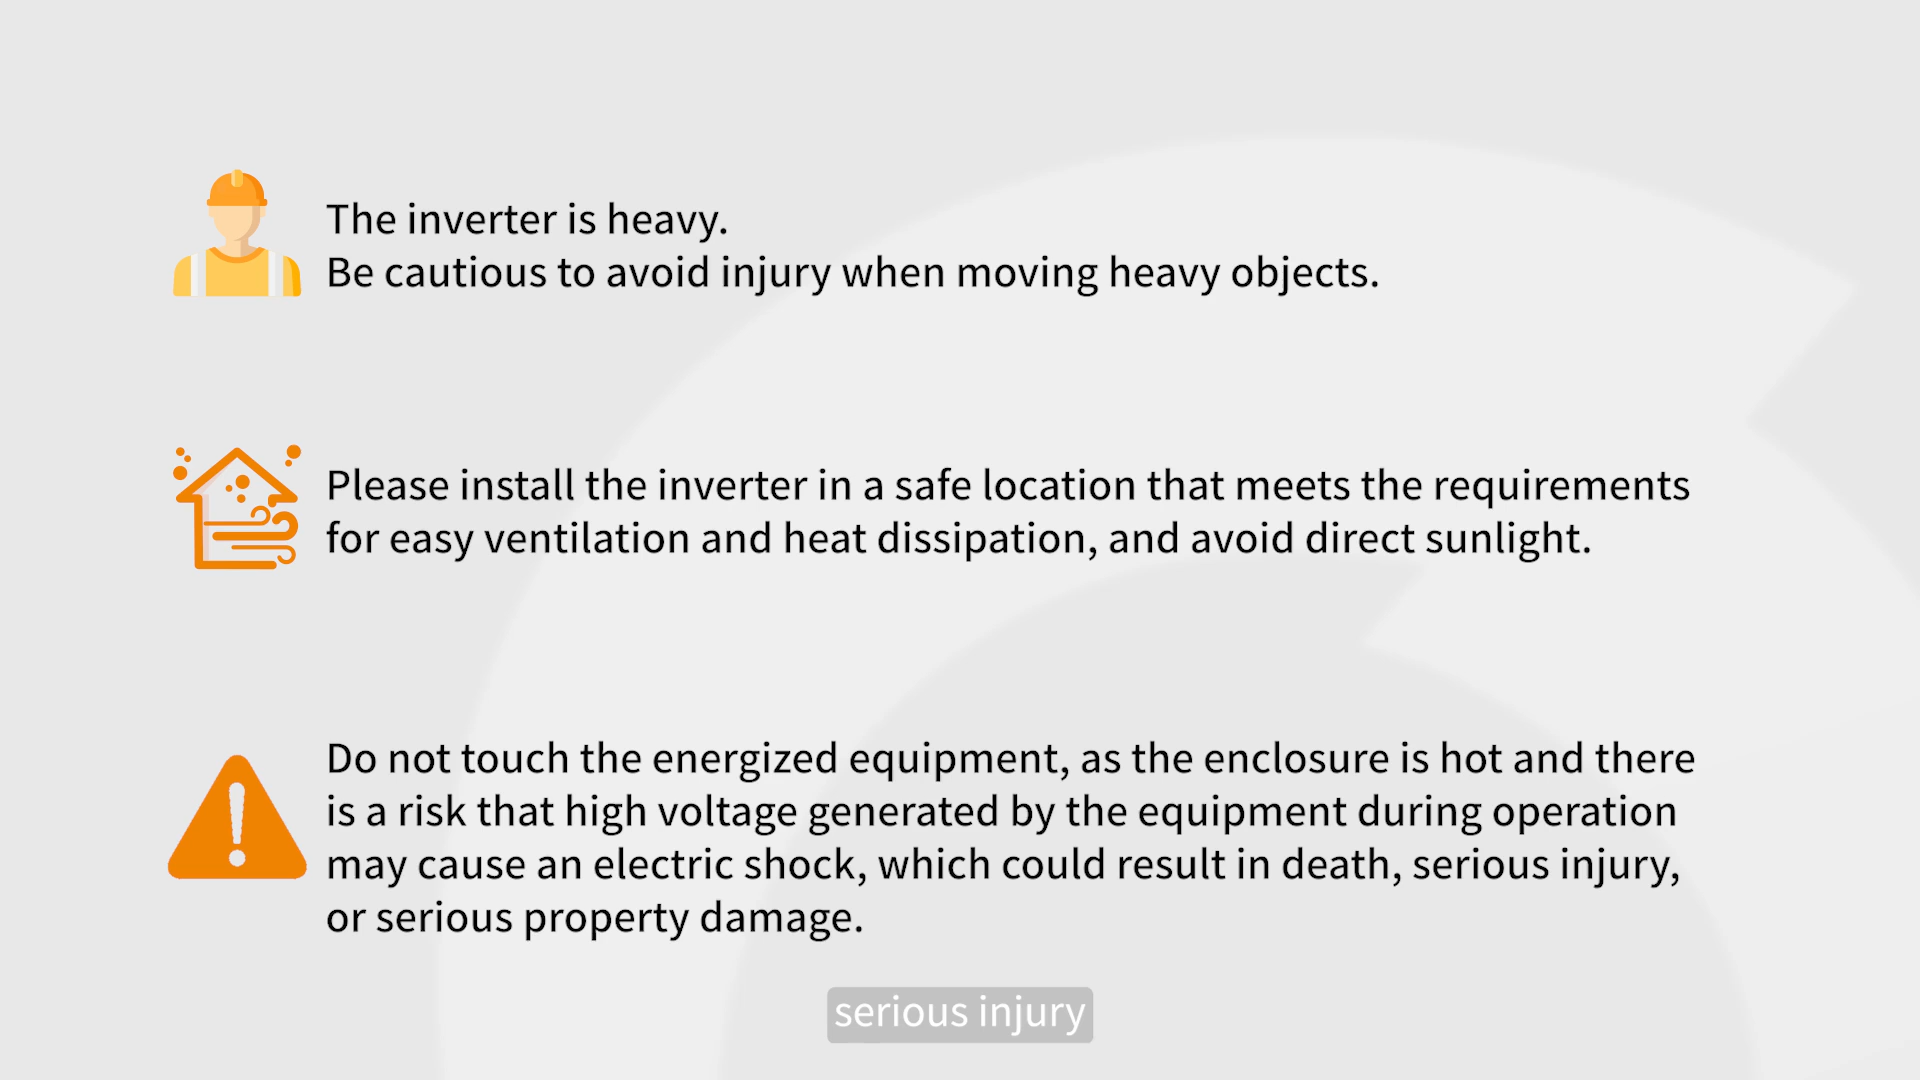 The inverter is heavy.
Be cautious to avoid injury when moving heavy objects.
Please install the inverter in a safe location that meets the requirements
for easy ventilation and heat dissipation, and avoid direct sunlight.
Do not touch the energized equipment, as the enclosure is hot and there
is a risk that high voltage generated by the equipment during operation
may cause an electric shock, which could result in death, serious injury,
or serious property damage.
serious injury